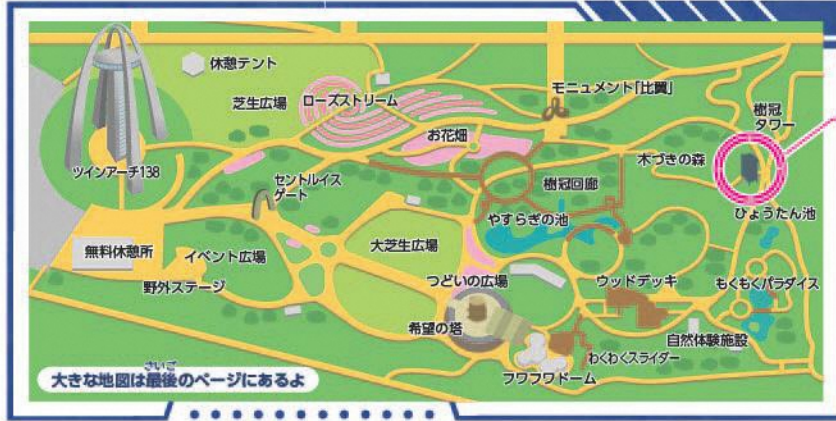 休憩テント
芝生広場
ローズストリーム
モニュメント「比翼」
樹冠
タワー
お花畑
木づきの森
ツインアーチ138
セントルイス
ゲート
樹冠回廊
やすらぎの池
ひょうたん池
無料休憩所
イベント広場
大芝生広場
野外ステージ
つどいの広場
ウッドデッキ
もくもくパラダイス
希望の塔
自然体験施設
わくわくスライダー
フワフワドーム
さいご
大きな地図は最後のページにあるよ